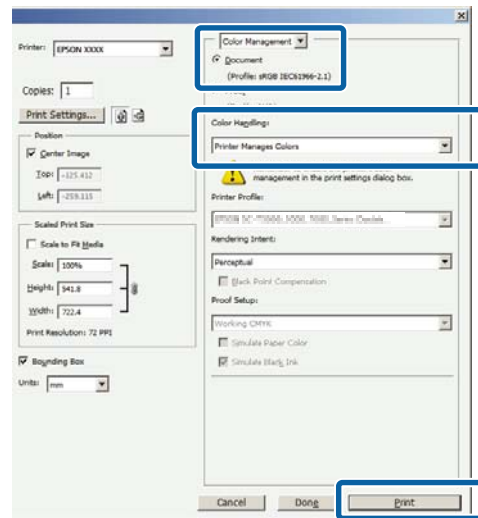 Printer: EPSON XXXX
Copies: 1
Print Settings...
Position
Center Image
Top: -125.412
Left: -259.115
Scaled Print Size
Scale to Fit Media
Scale: 100%
Height: 541.8
Width: 722.4
Print Resolution: 72 PPI
Bounding Box
Units: mm
Color Management
Document
(Profile: sRGB IEC61966-2.1)
Color Handling:
Printer Manages Colors
management in the print settings dialog box.
Printer Profile:
Rendering Intent:
Perceptual
Black Point Compensation
Proof Setup:
Working CMYK
Simulate Paper Color
Simulate Black Ink
Cancel
Done
Print